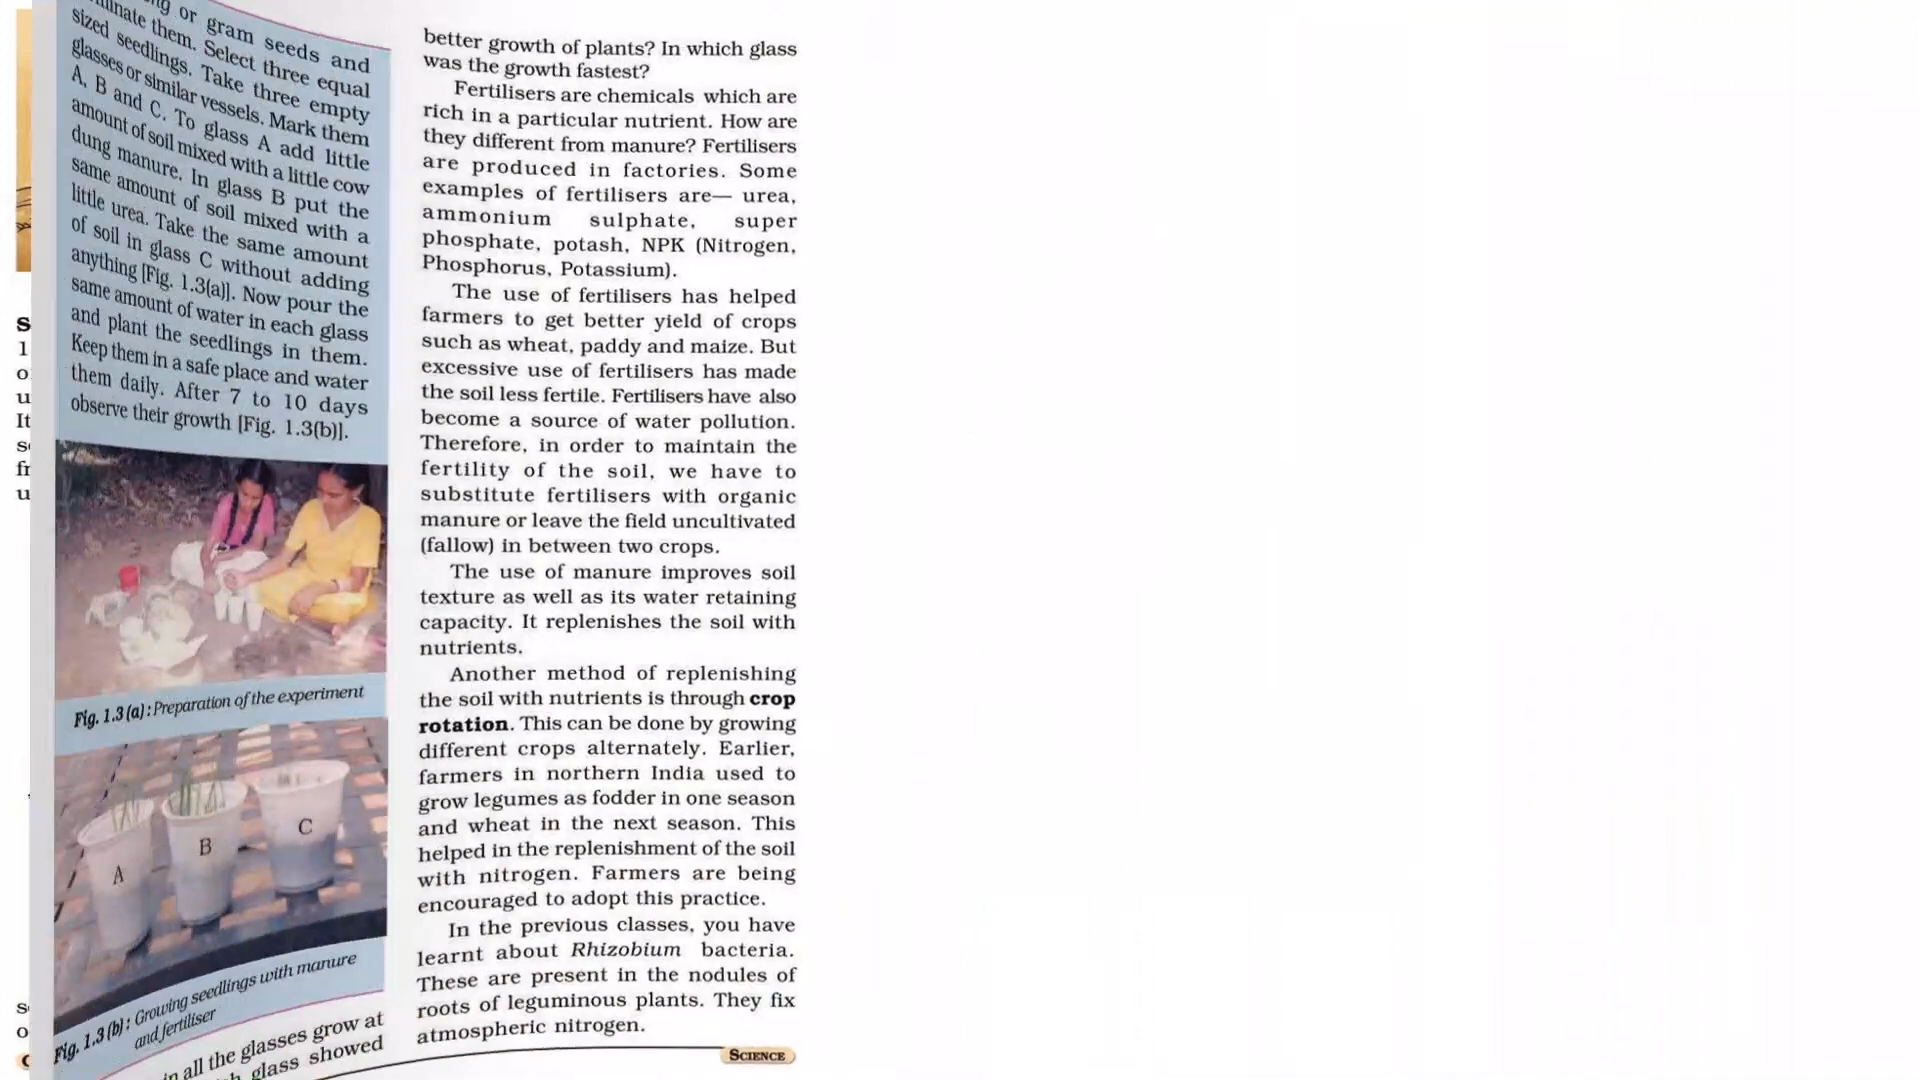 or gram seeds and
them. Select three equal
sized seedlings. Take three empty
glasses or similar vessels. Mark them
A, B and C. To glass A add little
amount of soil mixed with a little cow
dung manure. In glass B put the
same amount of soil mixed with a
little urea. Take the same amount
of soil in glass C without adding
anything [Fig. 1.3(a)]. Now pour the
same amount of water in each glass
and plant the seedlings in them.
Keep them in a safe place and water
them daily. After 7 to 10 days
observe their growth [Fig. 1.3(b)].
Fig. 1.3 (a) : Preparation of the experiment
A
B
C
Fig. 1.3 (b) : Growing seedlings with manure
and fertiliser
in all the glasses grow at
glass showed
better growth of plants? In which glass
was the growth fastest?
Fertilisers are chemicals which are
rich in a particular nutrient. How are
they different from manure? Fertilisers
are produced in factories. Some
examples of fertilisers are— urea,
ammonium sulphate, super
phosphate, potash, NPK (Nitrogen,
Phosphorus, Potassium).
The use of fertilisers has helped
farmers to get better yield of crops
such as wheat, paddy and maize. But
excessive use of fertilisers has made
the soil less fertile. Fertilisers have also
become a source of water pollution.
Therefore, in order to maintain the
fertility of the soil, we have to
substitute fertilisers with organic
manure or leave the field uncultivated
(fallow) in between two crops.
The use of manure improves soil
texture as well as its water retaining
capacity. It replenishes the soil with
nutrients.
Another method of replenishing
the soil with nutrients is through crop
rotation. This can be done by growing
different crops alternately. Earlier,
farmers in northern India used to
grow legumes as fodder in one season
and wheat in the next season. This
helped in the replenishment of the soil
with nitrogen. Farmers are being
encouraged to adopt this practice.
In the previous classes, you have
learnt about Rhizobium bacteria.
These are present in the nodules of
roots of leguminous plants. They fix
atmospheric nitrogen.
SCIENCE